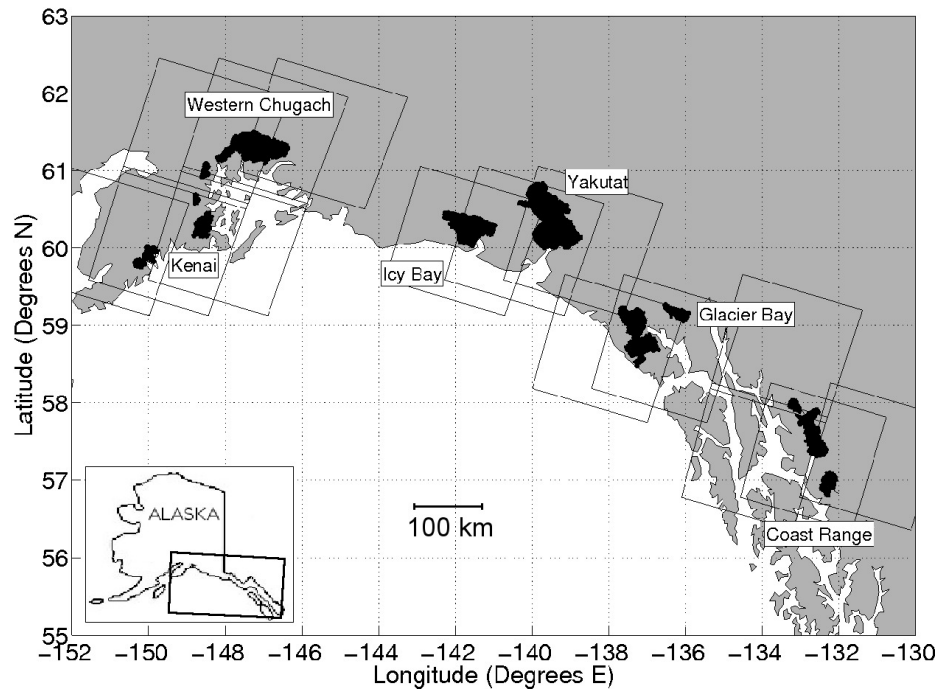 63
62
61
60
59
58
57
56
55
Latitude (Degrees N)
Western Chugach
Yakutat
Kenai
Icy Bay
Glacier Bay
Coast Range
100 km
ALASKA
−152 −150 −148 −146 −144 −142 −140 −138 −136 −134 −132 −130
Longitude (Degrees E)